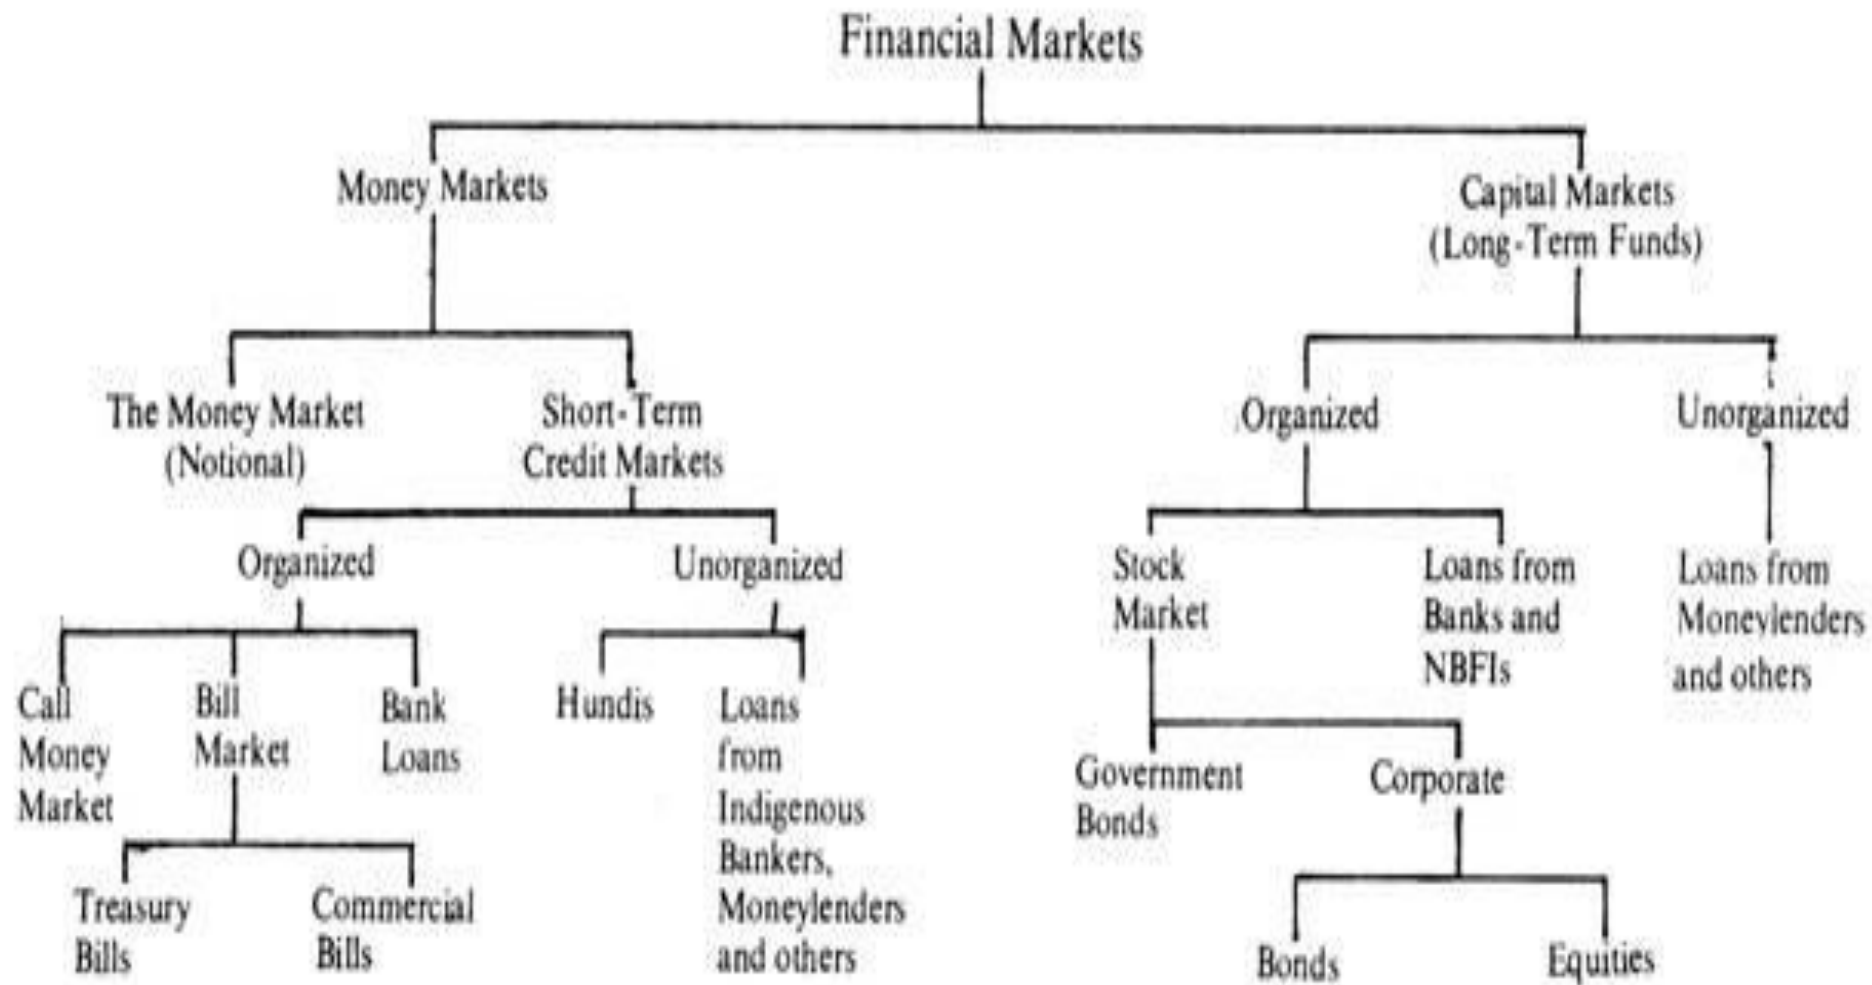 Financial Markets
Money Markets
Capital Markets
(Long-Term Funds)
The Money Market
(Notional)
Short-Term
Credit Markets
Organized
Unorganized
Organized
Unorganized
Stock
Market
Loans from
Banks and
NBFIs
Loans from
Moneylenders
and others
Call
Money
Market
Bill
Market
Bank
Loans
Hundis
Loans
from
Indigenous
Bankers,
Moneylenders
and others
Government
Bonds
Corporate
Treasury
Bills
Commercial
Bills
Bonds
Equities